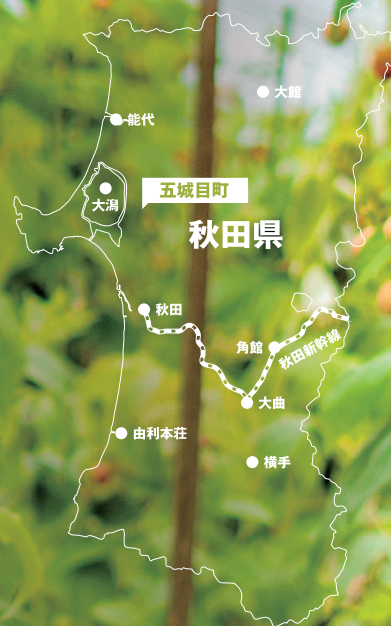 大館
能代
五城目町
大潟
秋田県
秋田
角館
秋田新幹線
大曲
由利本荘
横手